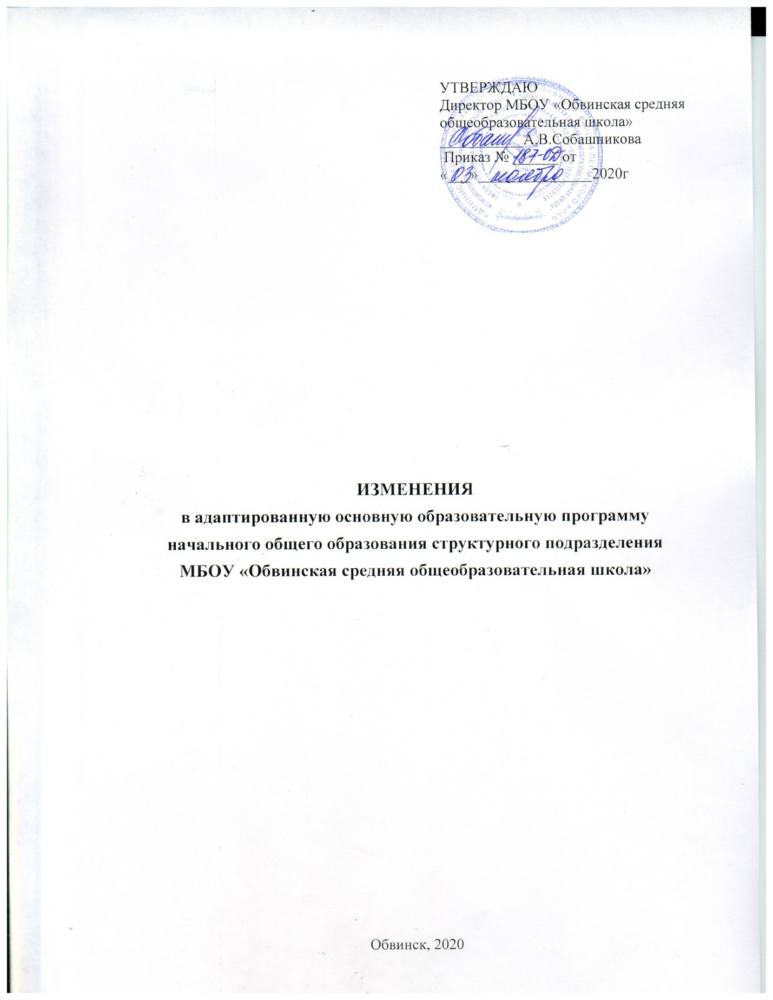 УТВЕРЖДАЮ
Директор МБОУ «Обвинская средняя
общеобразовательная школа»
А.В.Собашникова
Приказ № 187-ОД от
«03» ноября 2020г
ИЗМЕНЕНИЯ
в адаптированную основную образовательную программу
начального общего образования структурного подразделения
МБОУ «Обвинская средняя общеобразовательная школа»
Обвинск, 2020